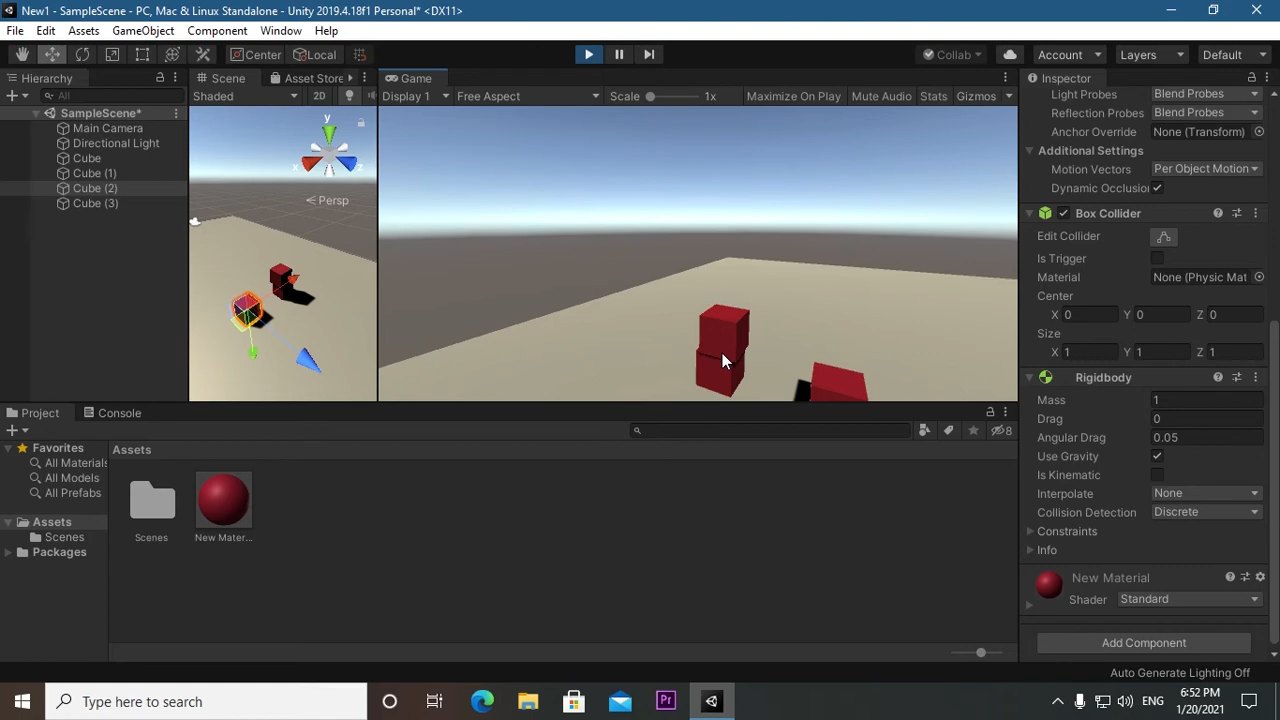 New1 - SampleScene - PC, Mac & Linux Standalone - Unity 2019.4.18f1 Personal* <DX11>
File Edit Assets GameObject Component Window Help
Center Local Collab Account Layers Default
Hierarchy Scene Asset Store Game Inspector
All Shaded 2D Display 1 Free Aspect Scale 1x Maximize On Play Mute Audio Stats Gizmos
SampleScene*
Main Camera
Directional Light
Cube
Cube (1)
Cube (2)
Cube (3)
y
x z
Persp
Light Probes Blend Probes
Reflection Probes Blend Probes
Anchor Override None (Transform)
Additional Settings
Motion Vectors Per Object Motion
Dynamic Occlusion
Box Collider
Edit Collider
Is Trigger
Material None (Physic Mat
Center
X 0 Y 0 Z 0
Size
X 1 Y 1 Z 1
Rigidbody
Mass 1
Drag 0
Angular Drag 0.05
Use Gravity
Is Kinematic
Interpolate None
Collision Detection Discrete
Constraints
Info
New Material
Shader Standard
Add Component
Project Console
8
Favorites
All Materials
All Models
All Prefabs
Assets
Scenes
Packages
Assets
Scenes New Mater...
Auto Generate Lighting Off
Type here to search
Pr
ENG
6:52 PM
1/20/2021